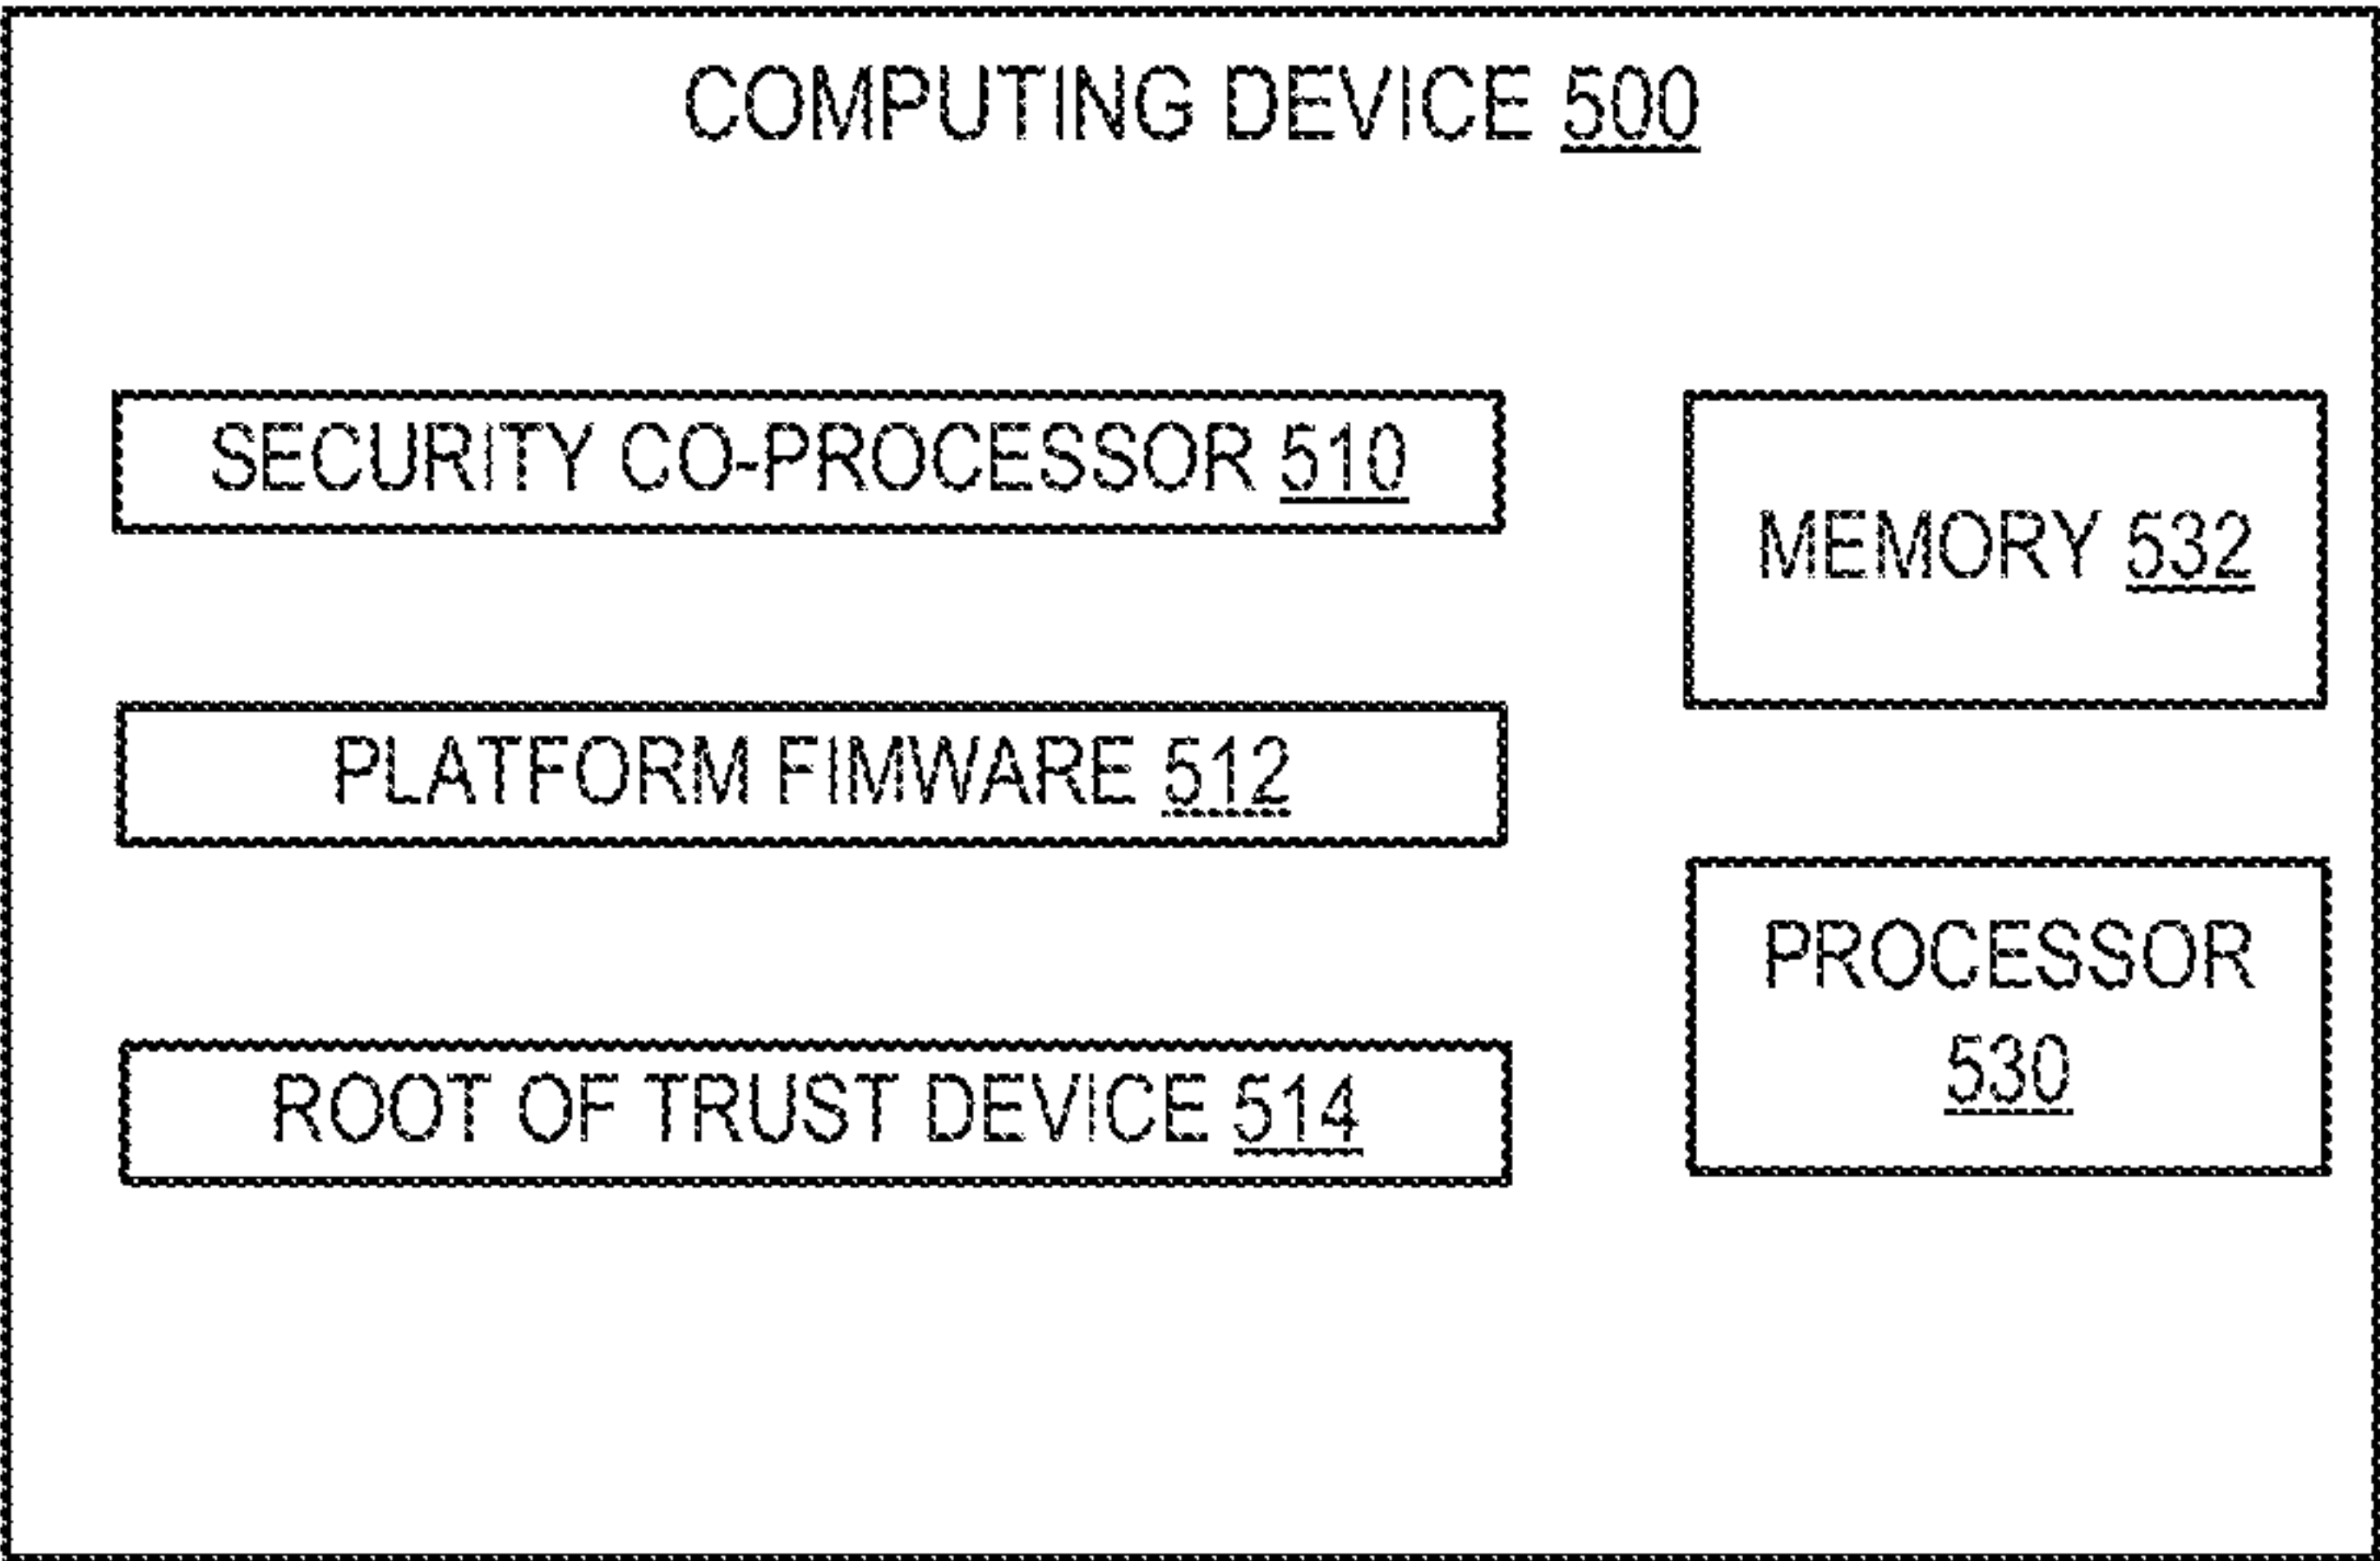 COMPUTING DEVICE 500
SECURITY CO-PROCESSOR 510
MEMORY 532
PLATFORM FIMWARE 512
PROCESSOR
530
ROOT OF TRUST DEVICE 514